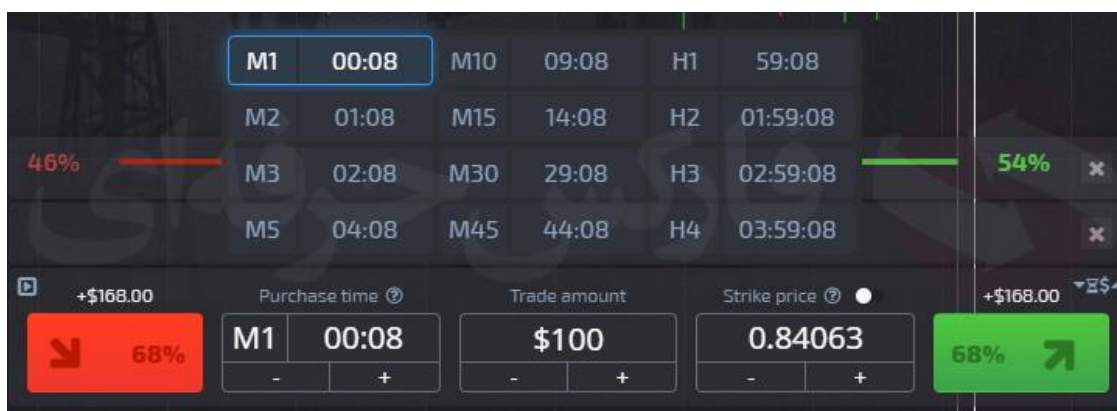 M1 00:08 M10 09:08 H1 59:08
M2 01:08 M15 14:08 H2 01:59:08
46% 54%
M3 02:08 M30 29:08 H3 02:59:08
فارکس حرفه‌ای
M5 04:08 M45 44:08 H4 03:59:08
+$168.00 Purchase time Trade amount Strike price +$168.00
68% M1 00:08 $100 0.84063 68%
- + - + - +